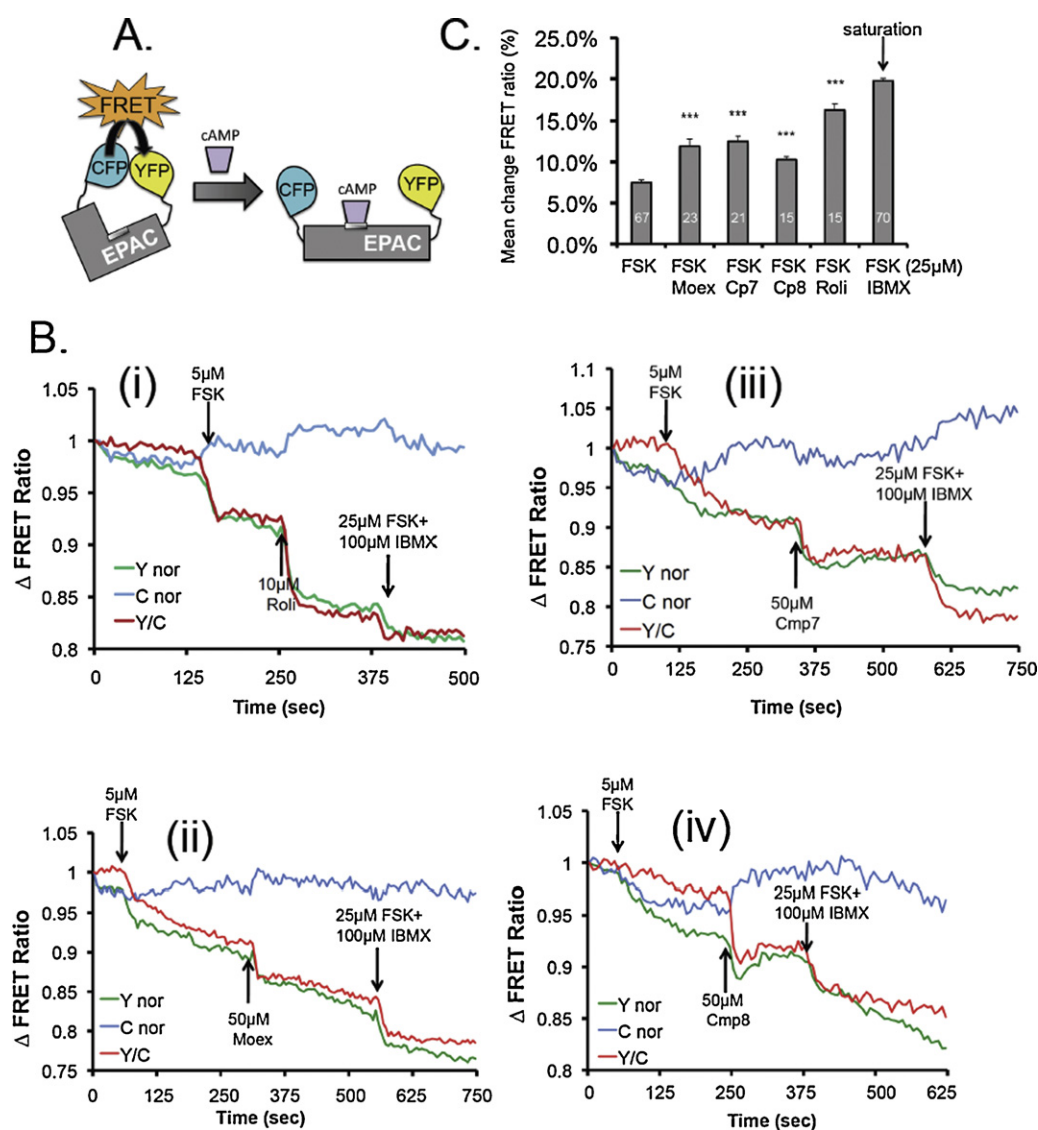 A.
FRET
CFP
YFP
cAMP
EPAC
CFP
cAMP
YFP
EPAC
C.
Mean change FRET ratio (%)
25.0%
20.0%
15.0%
10.0%
5.0%
0.0%
saturation
***
***
***
***
67
23
21
15
15
70
FSK FSK FSK FSK FSK FSK (25µM)
Moex Cp7 Cp8 Roli IBMX
B.
(i)
Δ FRET Ratio
1.05
1
0.95
0.9
0.85
0.8
5µM
FSK
10µM
Roli
25µM FSK+
100µM IBMX
Y nor
C nor
Y/C
0 125 250 375 500
Time (sec)
(iii)
Δ FRET Ratio
1.1
1.05
1
0.95
0.9
0.85
0.8
0.75
5µM
FSK
50µM
Cmp7
25µM FSK+
100µM IBMX
Y nor
C nor
Y/C
0 125 250 375 500 625 750
Time (sec)
(ii)
Δ FRET Ratio
1.05
1
0.95
0.9
0.85
0.8
0.75
5µM
FSK
50µM
Moex
25µM FSK+
100µM IBMX
Y nor
C nor
Y/C
0 125 250 375 500 625 750
Time (sec)
(iv)
Δ FRET Ratio
1.05
1
0.95
0.9
0.85
0.8
5µM
FSK
50µM
Cmp8
25µM FSK+
100µM IBMX
Y nor
C nor
Y/C
0 125 250 375 500 625
Time (sec)